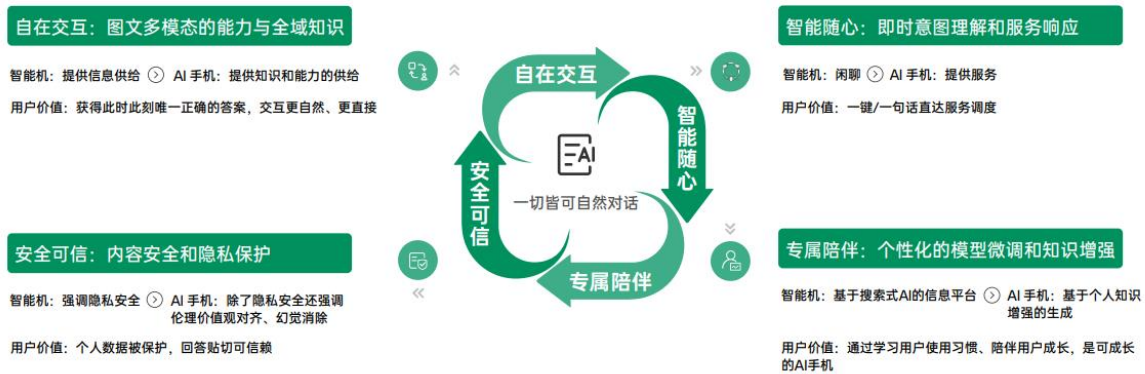 自在交互：图文多模态的能力与全域知识
智能机：提供信息供给 AI 手机：提供知识和能力的供给
用户价值：获得此时此刻唯一正确的答案，交互更自然、更直接
自在交互
智能随心
专属陪伴
安全可信
AI
一切皆可自然对话
智能随心：即时意图理解和服务响应
智能机：闲聊 AI 手机：提供服务
用户价值：一键/一句话直达服务调度
安全可信：内容安全和隐私保护
智能机：强调隐私安全 AI 手机：除了隐私安全还强调
伦理价值观对齐、幻觉消除
用户价值：个人数据被保护，回答贴切可信赖
专属陪伴：个性化的模型微调和知识增强
智能机：基于搜索式AI的信息平台 AI 手机：基于个人知识
增强的生成
用户价值：通过学习用户使用习惯、陪伴用户成长，是可成长
的AI手机